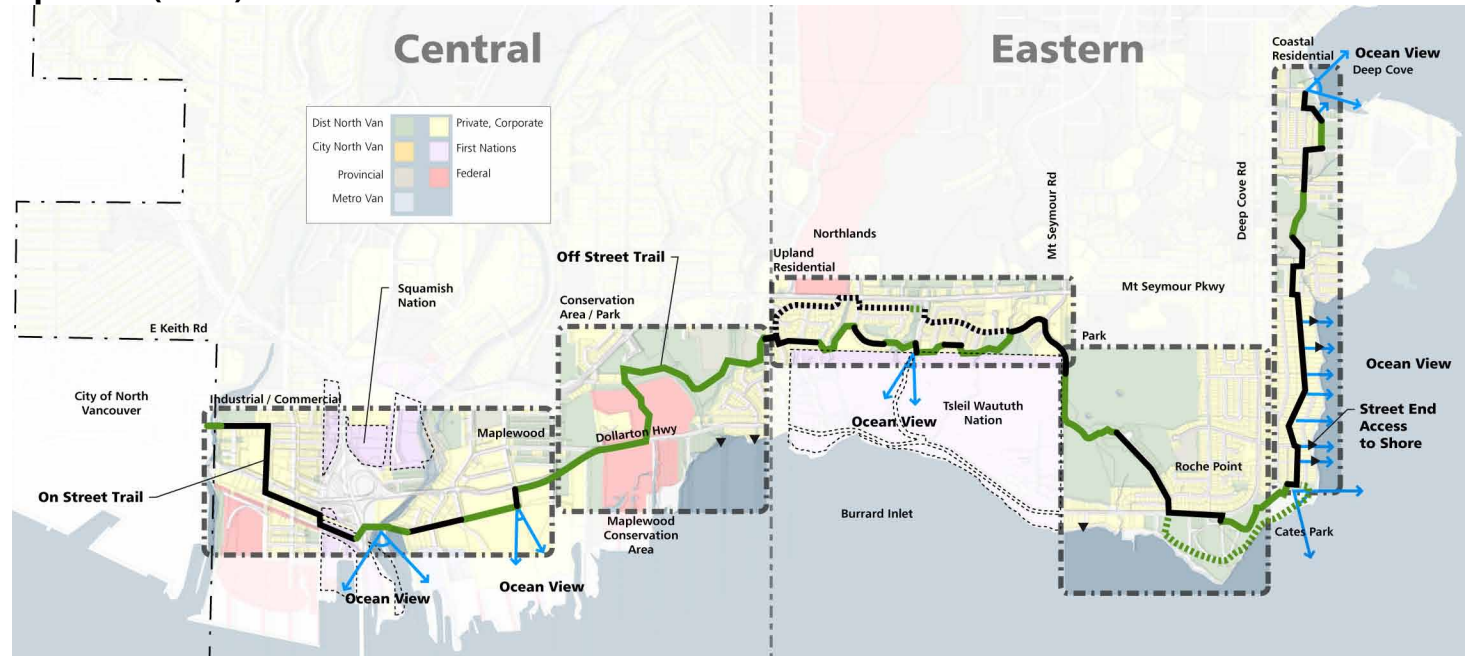 Central
Eastern
Coastal
Residential
Ocean View
Deep Cove
Dist North Van
Private, Corporate
City North Van
First Nations
Provincial
Federal
Metro Van
Mt Seymour Rd
Deep Cove Rd
Northlands
Upland
Residential
Off Street Trail
Squamish
Nation
Conservation
Area / Park
Mt Seymour Pkwy
E Keith Rd
Park
City of North
Vancouver
Industrial / Commercial
Ocean View
Maplewood
Dollarton Hwy
Ocean View
Tsleil Waututh
Nation
Street End
Access
to Shore
Roche Point
On Street Trail
Burrard Inlet
Maplewood
Conservation
Area
Cates Park
Ocean View
Ocean View